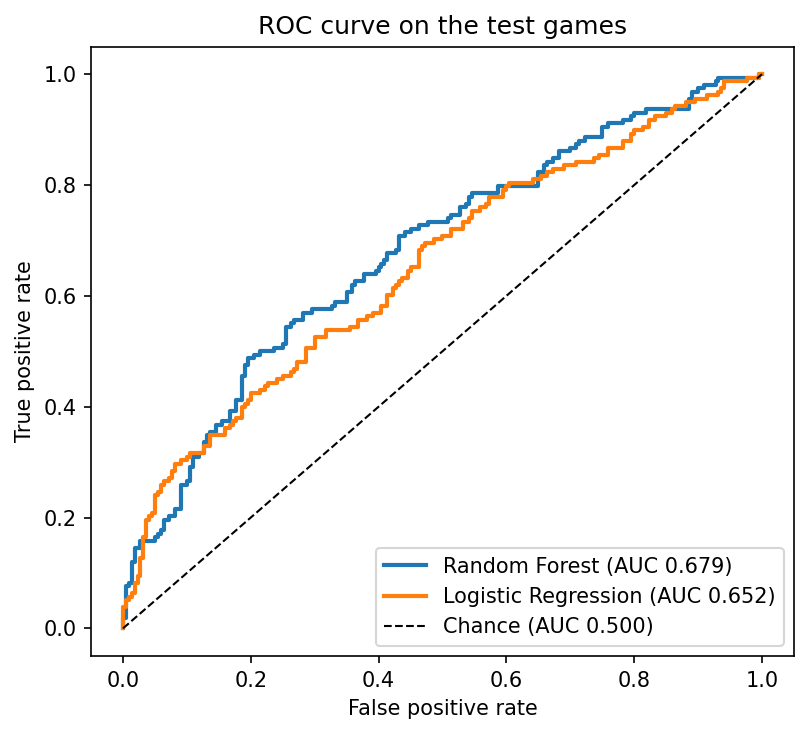 ROC curve on the test games
True positive rate
1.0
0.8
0.6
0.4
0.2
0.0
Random Forest (AUC 0.679)
Logistic Regression (AUC 0.652)
Chance (AUC 0.500)
0.0 0.2 0.4 0.6 0.8 1.0
False positive rate